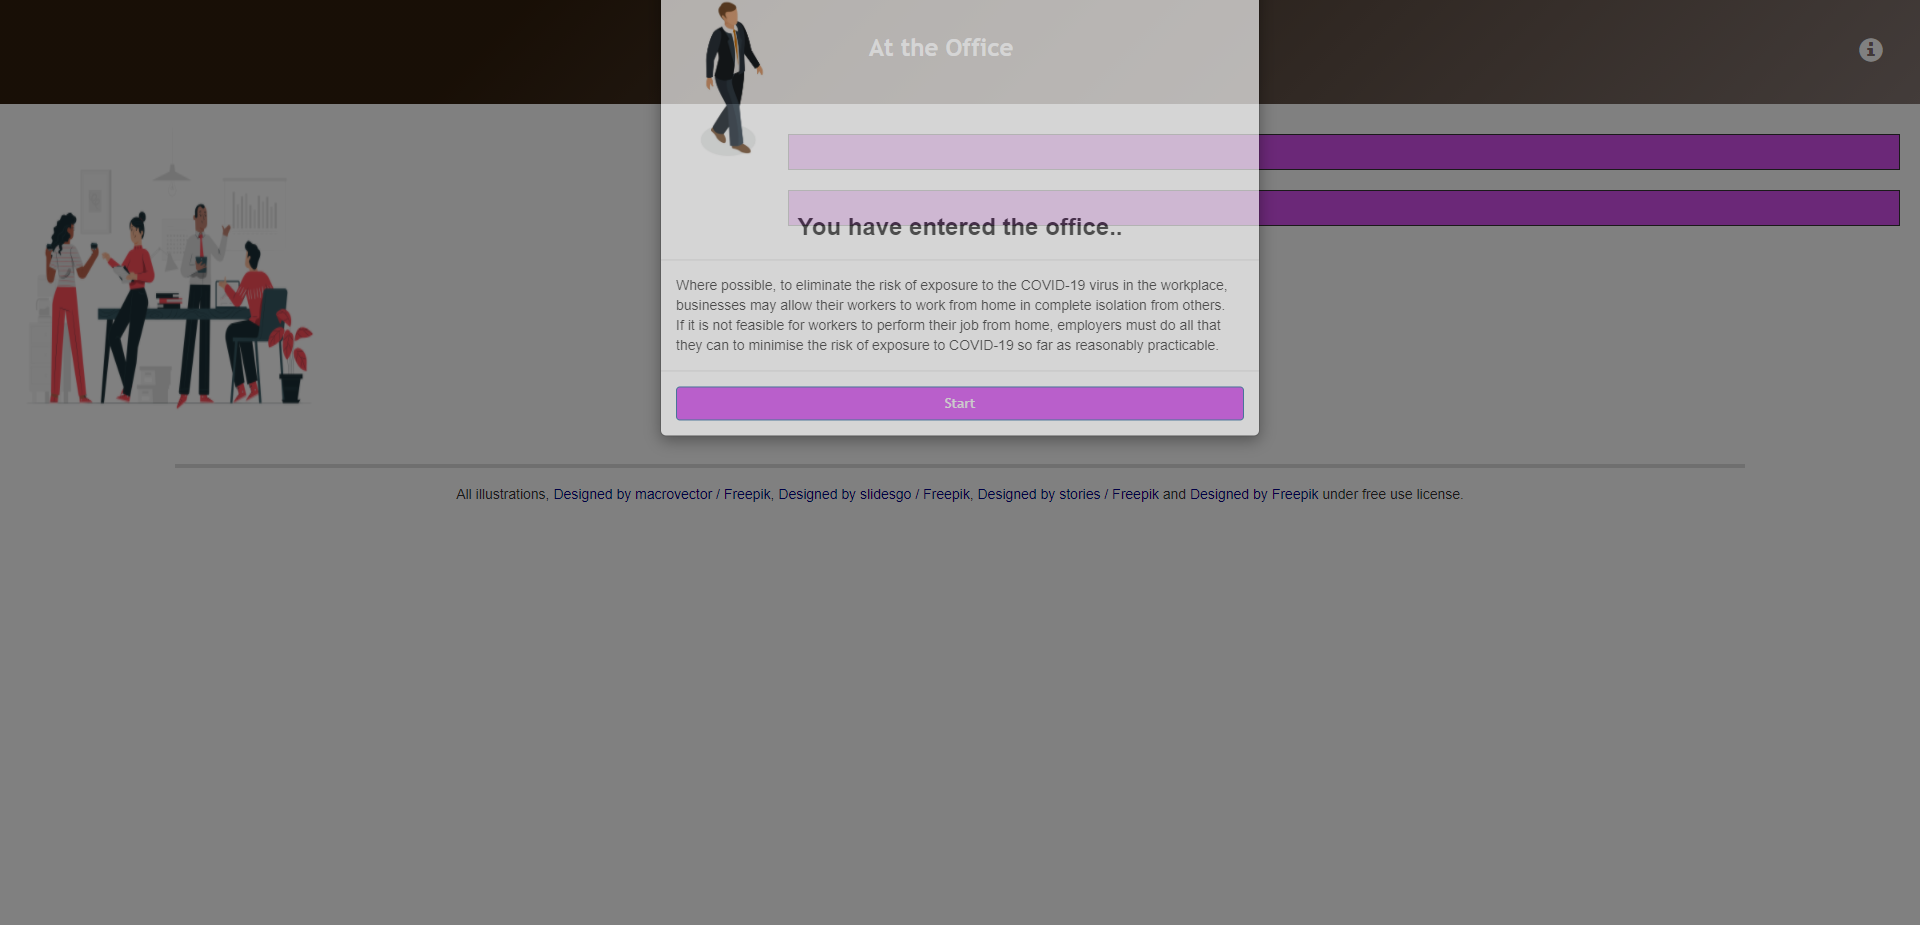 At the Office
You have entered the office..
Where possible, to eliminate the risk of exposure to the COVID-19 virus in the workplace,
businesses may allow their workers to work from home in complete isolation from others.
If it is not feasible for workers to perform their job from home, employers must do all that
they can to minimise the risk of exposure to COVID-19 so far as reasonably practicable.
Start
All illustrations, Designed by macrovector / Freepik, Designed by slidesgo / Freepik, Designed by stories / Freepik and Designed by Freepik under free use license.